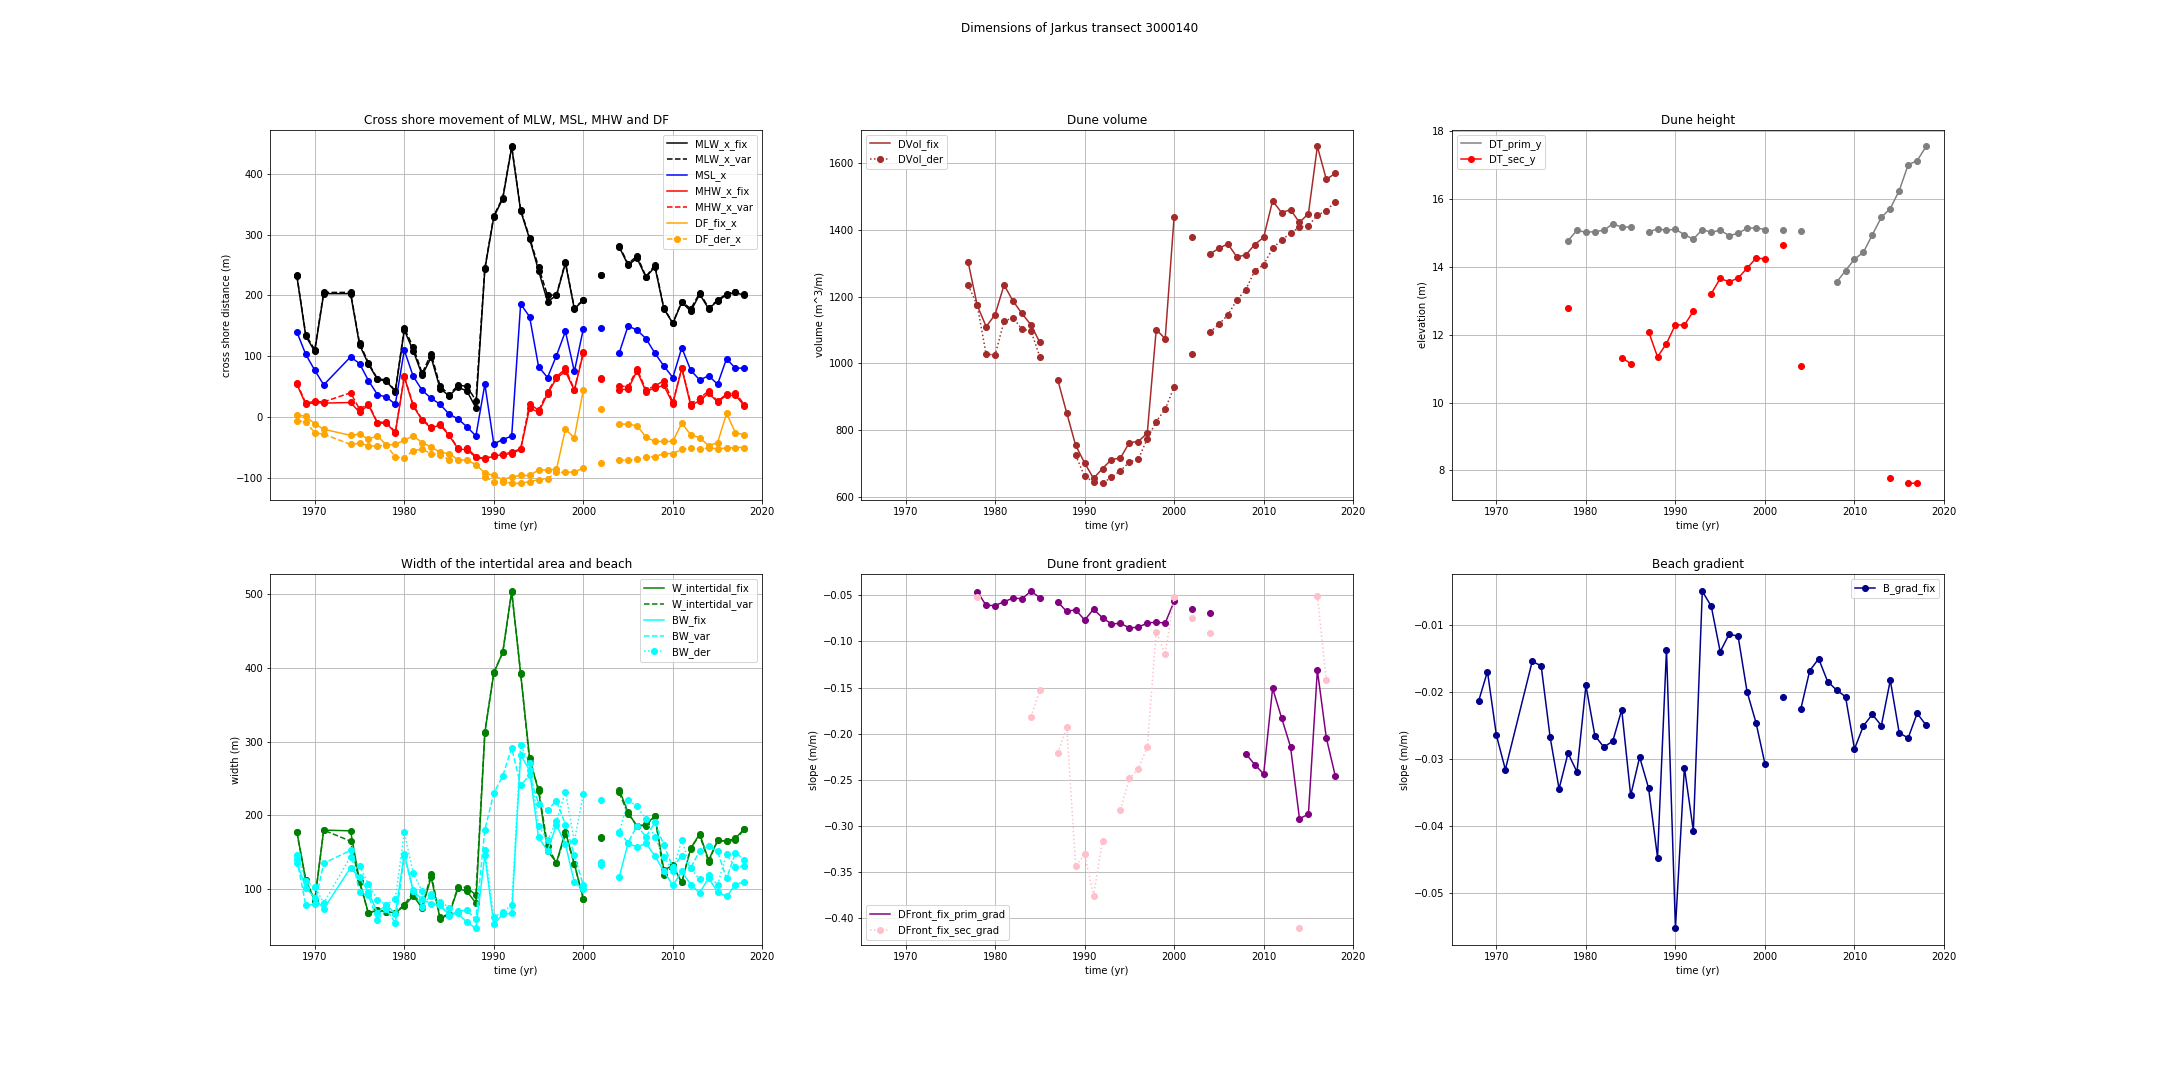 Dimensions of Jarkus transect 3000140
Cross shore movement of MLW, MSL, MHW and DF
cross shore distance (m)
400
300
200
100
0
−100
MLW_x_fix
MLW_x_var
MSL_x
MHW_x_fix
MHW_x_var
DF_fix_x
DF_der_x
1970 1980 1990 2000 2010 2020
time (yr)
Dune volume
volume (m^3/m)
1600
1400
1200
1000
800
600
DVol_fix
DVol_der
1970 1980 1990 2000 2010 2020
time (yr)
Dune height
elevation (m)
18
16
14
12
10
8
DT_prim_y
DT_sec_y
1970 1980 1990 2000 2010 2020
time (yr)
Width of the intertidal area and beach
width (m)
500
400
300
200
100
W_intertidal_fix
W_intertidal_var
BW_fix
BW_var
BW_der
1970 1980 1990 2000 2010 2020
time (yr)
Dune front gradient
slope (m/m)
−0.05
−0.10
−0.15
−0.20
−0.25
−0.30
−0.35
−0.40
DFront_fix_prim_grad
DFront_fix_sec_grad
1970 1980 1990 2000 2010 2020
time (yr)
Beach gradient
slope (m/m)
−0.01
−0.02
−0.03
−0.04
−0.05
B_grad_fix
1970 1980 1990 2000 2010 2020
time (yr)